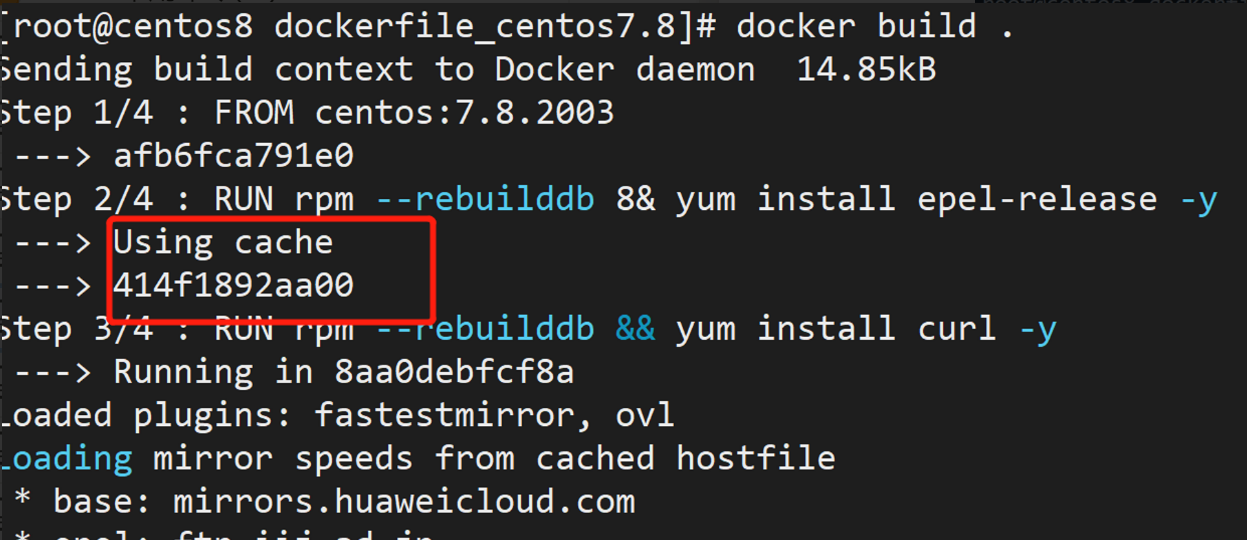 [root@centos8 dockerfile_centos7.8]# docker build .
Sending build context to Docker daemon  14.85kB
Step 1/4 : FROM centos:7.8.2003
---> afb6fca791e0
Step 2/4 : RUN rpm --rebuilddb 8&& yum install epel-release -y
---> Using cache
---> 414f1892aa00
Step 3/4 : RUN rpm --rebuilddb && yum install curl -y
---> Running in 8aa0debfcf8a
Loaded plugins: fastestmirror, ovl
Loading mirror speeds from cached hostfile
* base: mirrors.huaweicloud.com